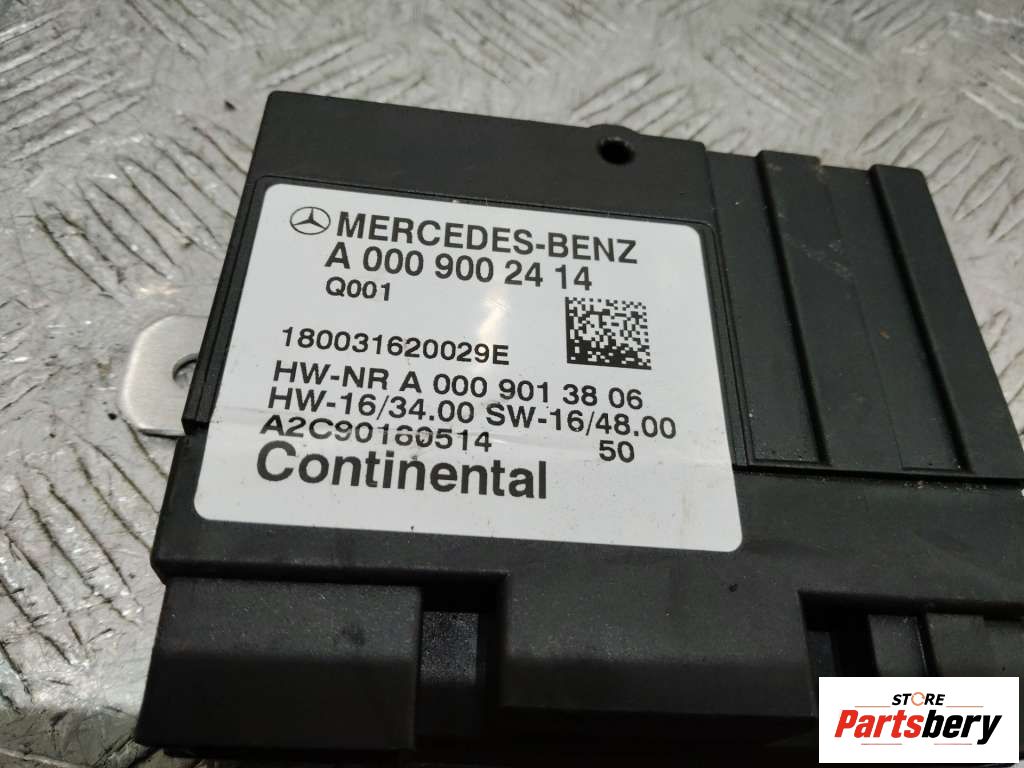 MERCEDES-BENZ
A 000 900 24 14
Q001
180031620029E
HW-NR A 000 901 38 06
HW-16/34.00 SW-16/48.00
A2C90160514 50
Continental
STORE
Partsbery